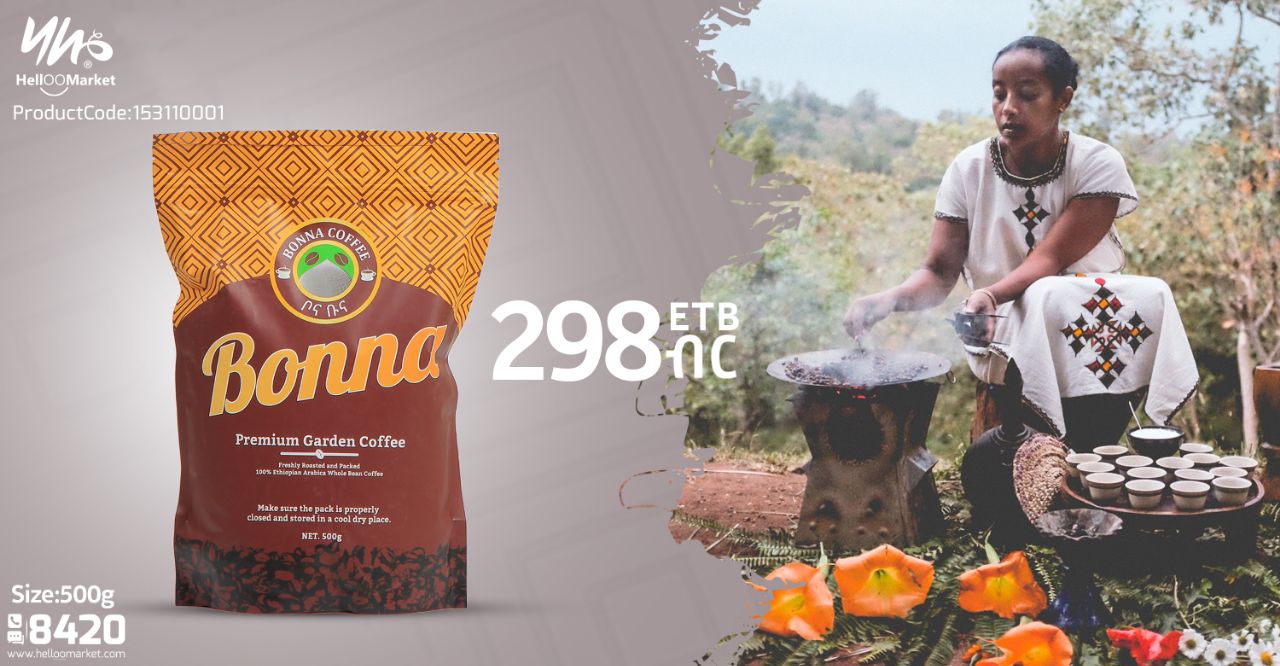 HellOOMarket
ProductCode:153110001
BONNA COFFEE
ቦና ቡና
Bonna
Premium Garden Coffee
Freshly Roasted and Packed
100% Ethiopian Arabica Whole Bean Coffee
Make sure the pack is properly
closed and stored in a cool dry place.
NET. 500g
298 ETB
ብር
Size:500g
8420
www.helloomarket.com